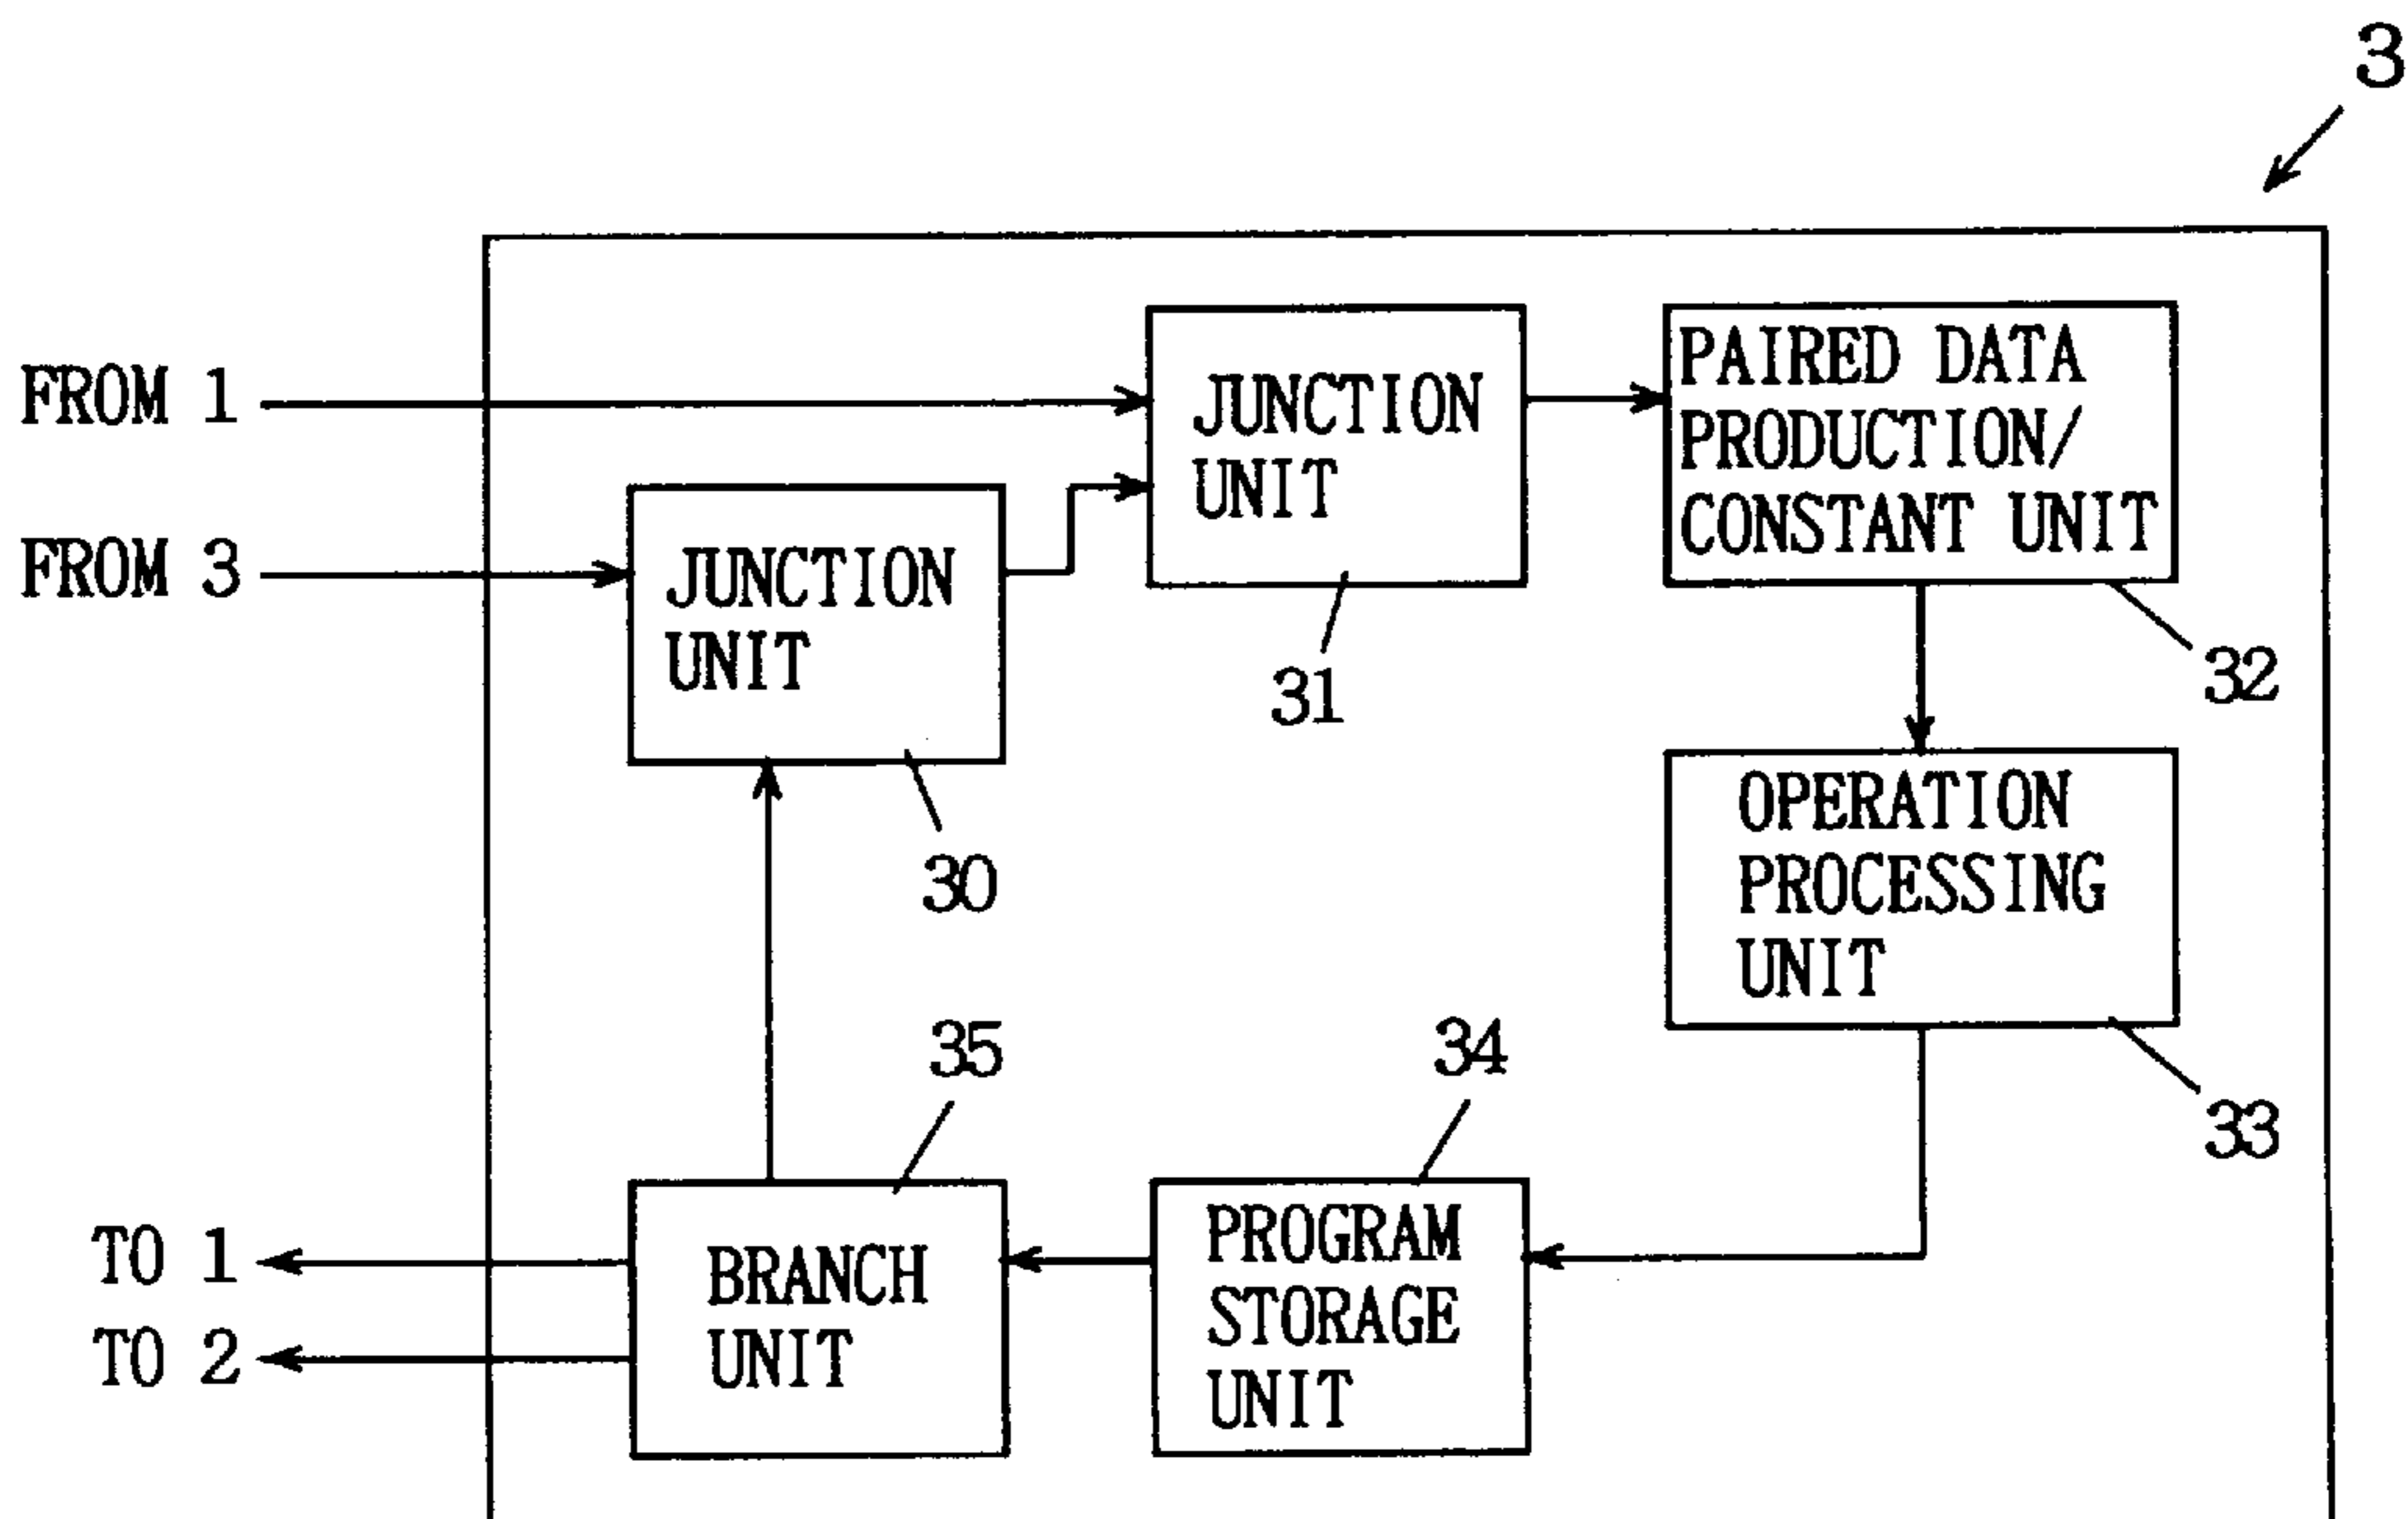 3
FROM 1
JUNCTION
UNIT
31
PAIRED DATA
PRODUCTION/
CONSTANT UNIT
32
FROM 3
JUNCTION
UNIT
30
OPERATION
PROCESSING
UNIT
33
35
34
TO 1
TO 2
BRANCH
UNIT
PROGRAM
STORAGE
UNIT